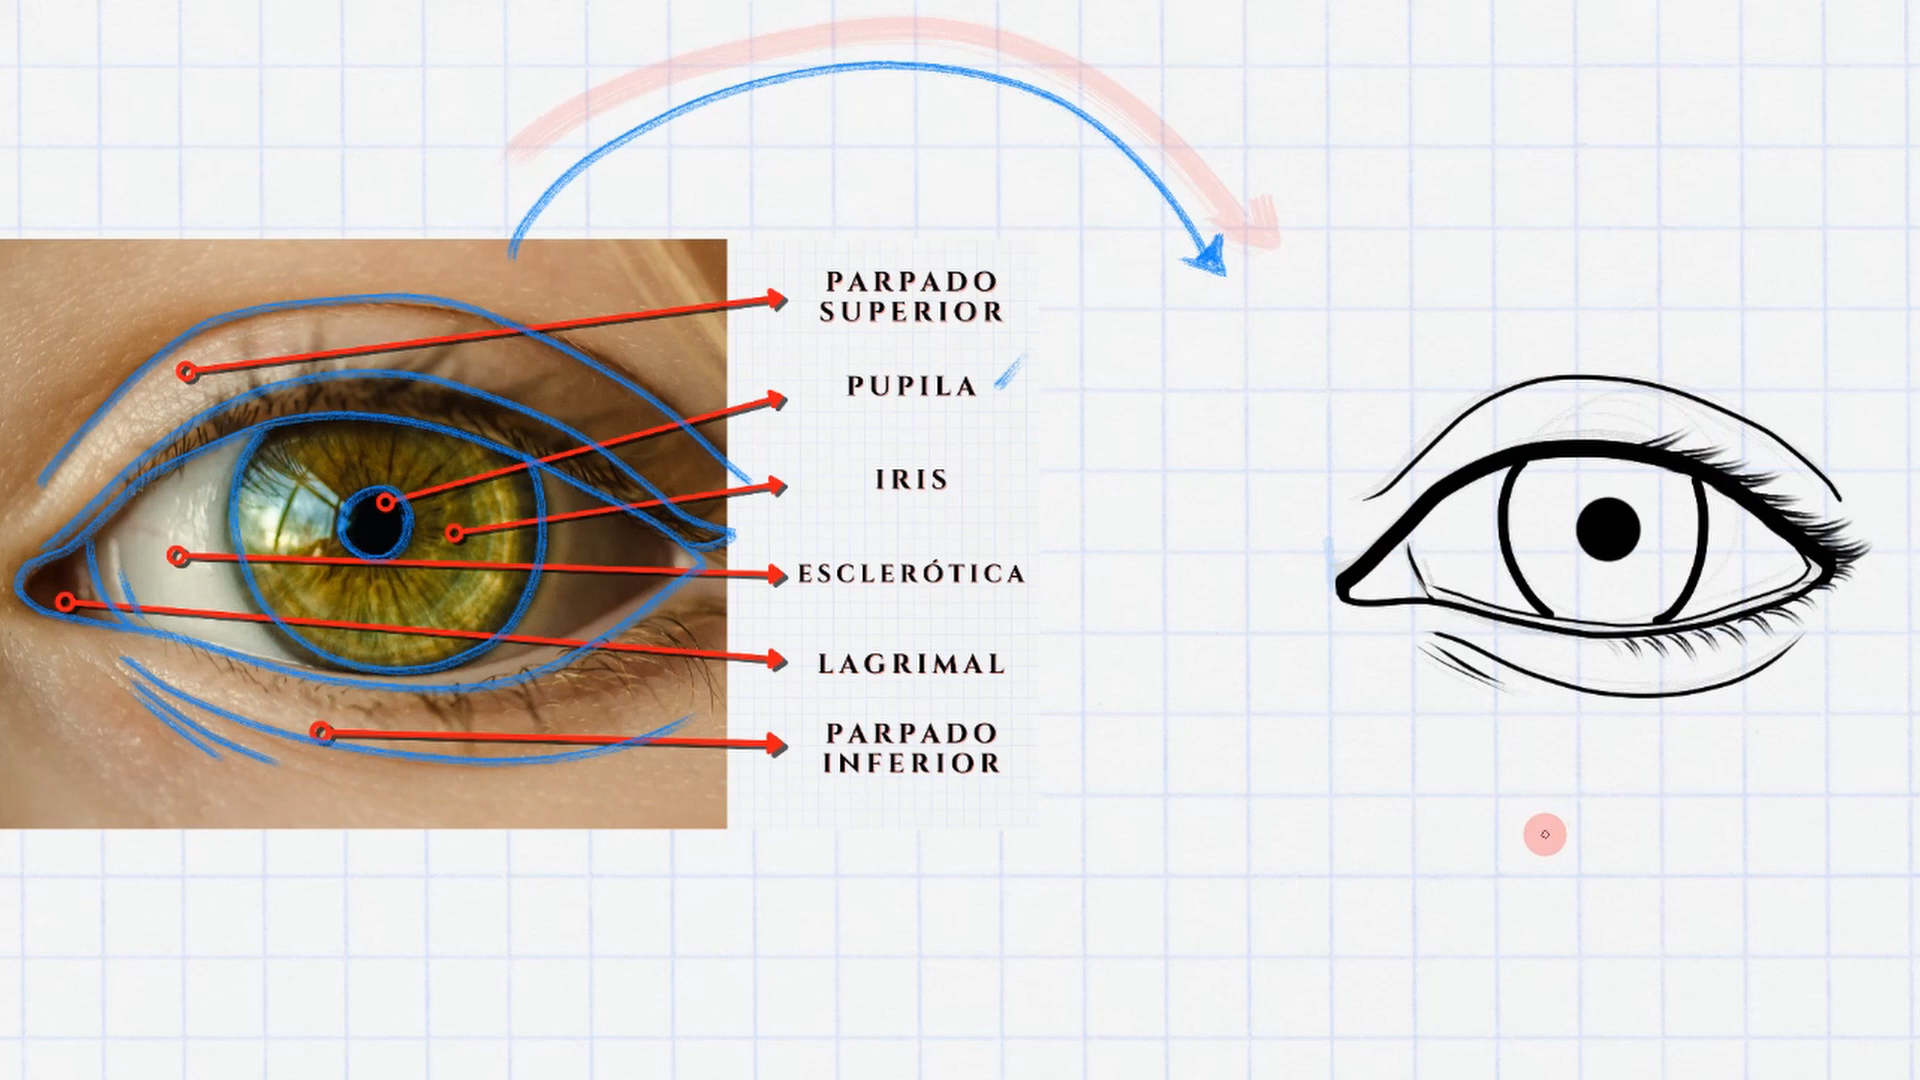 PARPADO
SUPERIOR
PUPILA
IRIS
ESCLERÓTICA
LAGRIMAL
PARPADO
INFERIOR